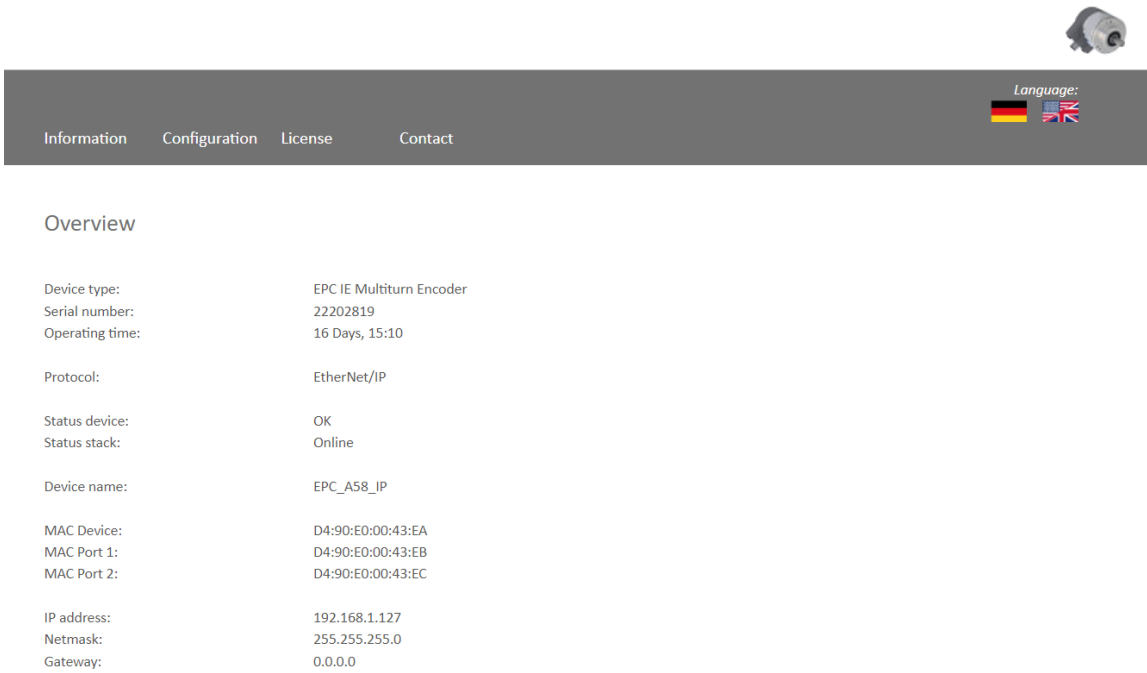 Language:
Information Configuration License Contact
Overview
Device type: EPC IE Multiturn Encoder
Serial number: 22202819
Operating time: 16 Days, 15:10
Protocol: EtherNet/IP
Status device: OK
Status stack: Online
Device name: EPC_A58_IP
MAC Device: D4:90:E0:00:43:EA
MAC Port 1: D4:90:E0:00:43:EB
MAC Port 2: D4:90:E0:00:43:EC
IP address: 192.168.1.127
Netmask: 255.255.255.0
Gateway: 0.0.0.0